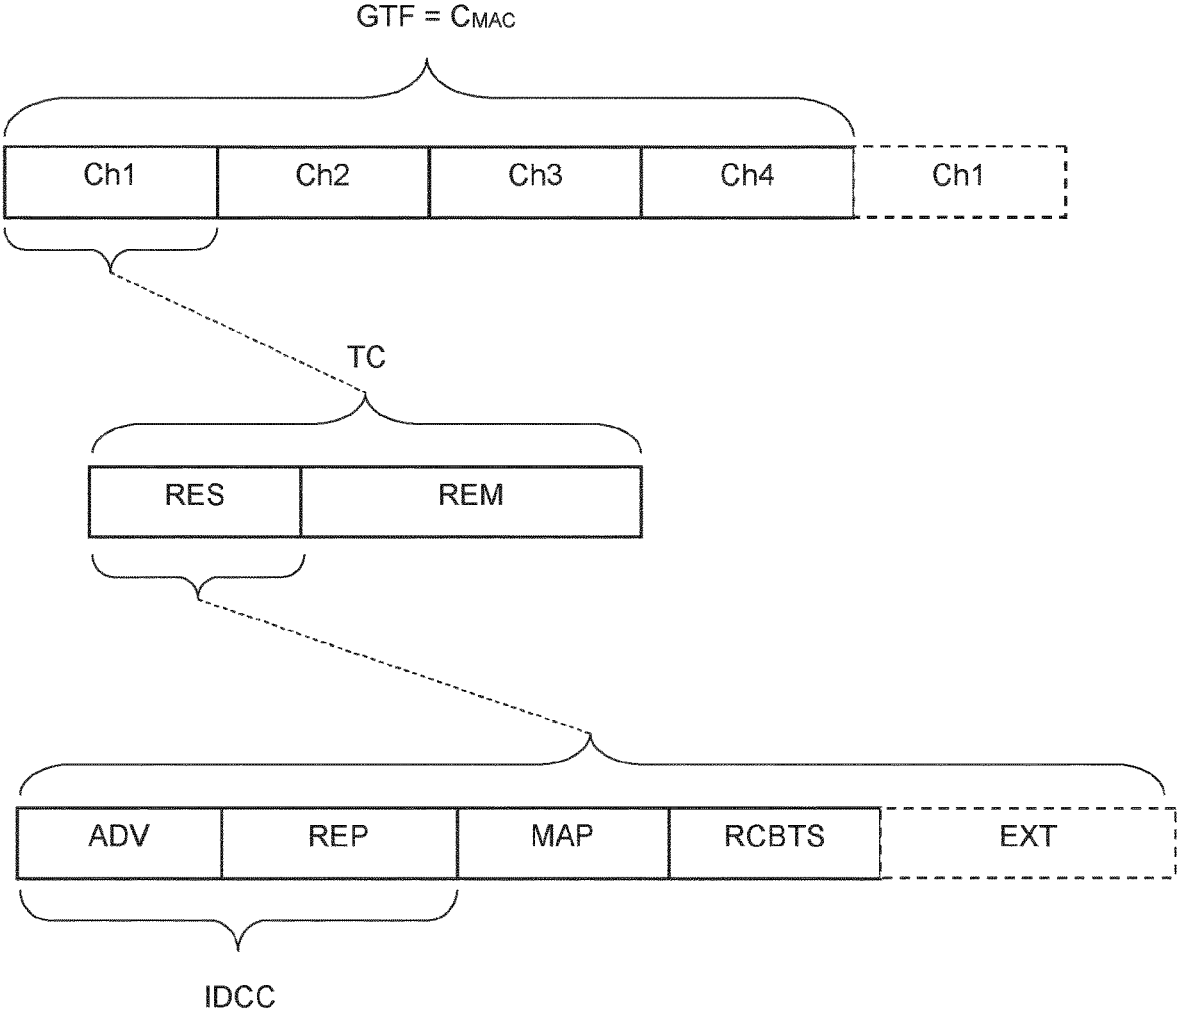 GTF = CMAC
Ch1 Ch2 Ch3 Ch4 Ch1
TC
RES REM
ADV REP MAP RCBTS EXT
IDCC